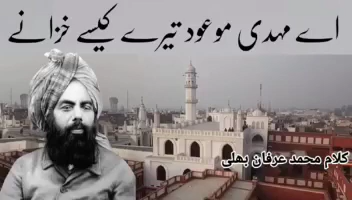 اے مہدی موعود تیرے کیسے خزانے
کلام محمد عرفان بھلی